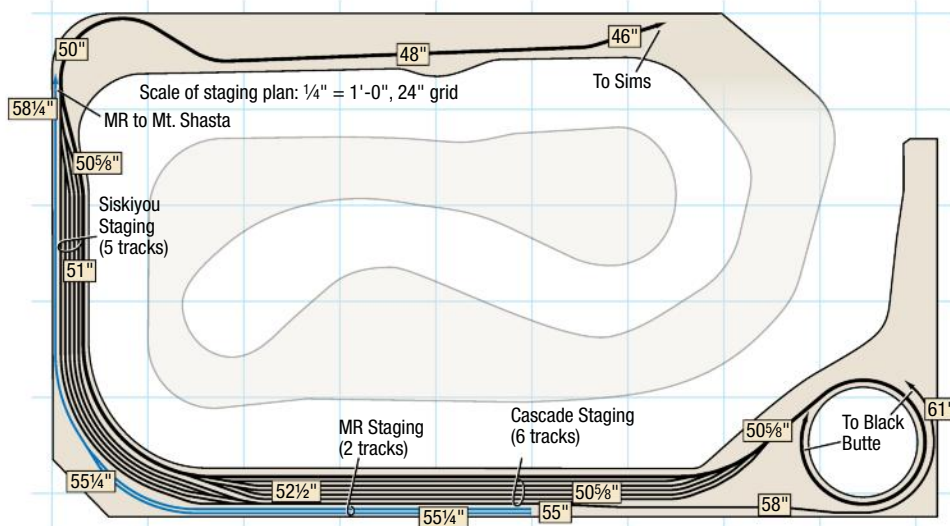 50"
48"
46"
To Sims
Scale of staging plan: ¼" = 1'-0", 24" grid
58¼"
MR to Mt. Shasta
50⅝"
Siskiyou
Staging
(5 tracks)
51"
MR Staging
(2 tracks)
Cascade Staging
(6 tracks)
50⅝"
To Black
Butte
61"
55¼"
52½"
50⅝"
58"
55¼"
55"